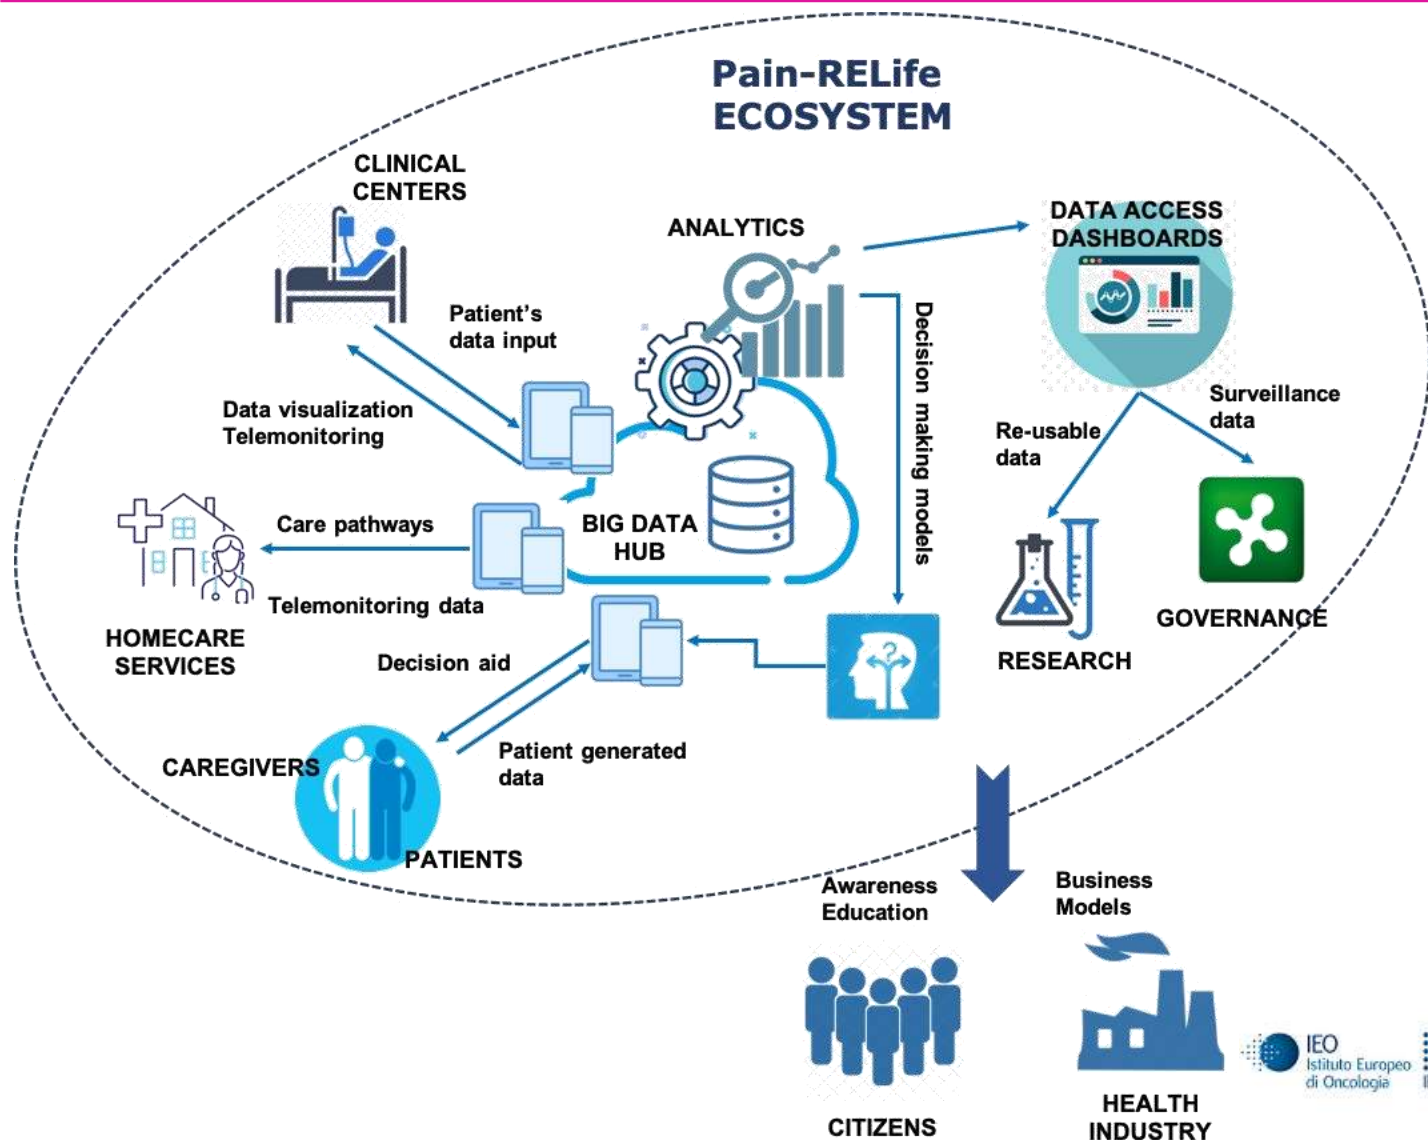 Pain-RELife
ECOSYSTEM
CLINICAL
CENTERS
ANALYTICS
DATA ACCESS
DASHBOARDS
Patient's
data input
Data visualization
Telemonitoring
Decision making models
Surveillance
data
Re-usable
data
Care pathways
BIG DATA
HUB
Telemonitoring data
HOMECARE
SERVICES
GOVERNANCE
RESEARCH
Decision aid
?
Patient generated
data
CAREGIVERS
PATIENTS
Awareness
Education
Business
Models
CITIZENS
HEALTH
INDUSTRY
IEO
Istituto Europeo
di Oncologia